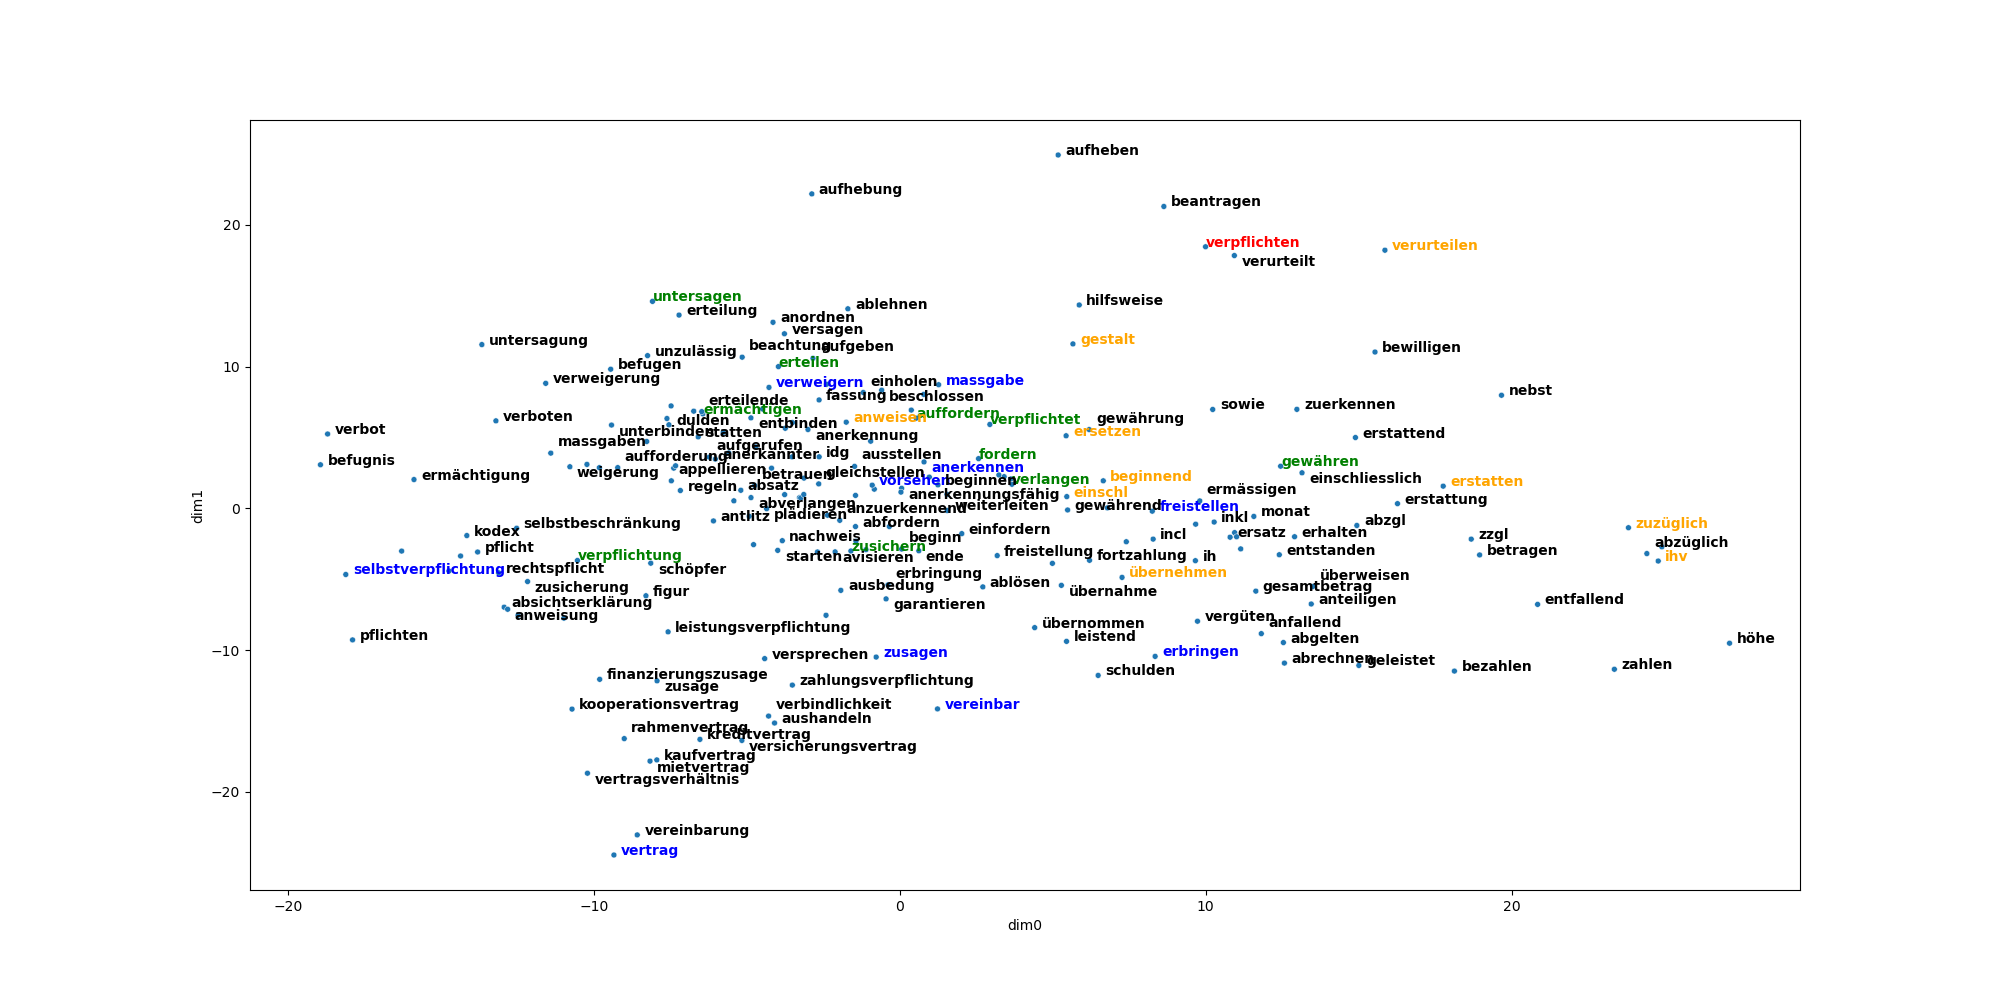 aufheben
aufhebung
beantragen
20
verpflichten
verurteilen
verurteilt
untersagen
hilfsweise
erteilung
ablehnen
anordnen
versagen
untersagung
gestalt
beachtung
aufgeben
unzulässig
bewilligen
10
befugen
erteilen
verweigerung
verweigern
einholen
massgabe
nebst
fassung
beschlossen
erteilende
sowie
zuerkennen
ermächtigen
verboten
auffordern
anweisen
verpflichtet
gewährung
dulden
entbinden
verbot
unterbinden
statten
anerkennung
ersetzen
erstattend
massgaben
aufgerufen
idg
ausstellen
fordern
befugnis
aufforderung
anerkannter
gewähren
weigerung
appellieren
gleichstellen
anerkennen
ermächtigung
betrauen
vorsehen
beginnen
verlangen
beginnend
einschliesslich
erstatten
regeln
absatz
anerkennungsfähig
einschl
ermässigen
erstattung
dim1
0
abverlangen
anzuerkennend
weiterleiten
gewährend
freistellen
antlitz
plädieren
inkl
monat
selbstbeschränkung
abfordern
einfordern
abzgl
zuzüglich
kodex
nachweis
beginn
incl
ersatz
erhalten
zzgl
abzüglich
pflicht
zusichern
verpflichtung
starten
avisieren
ende
freistellung
fortzahlung
ih
entstanden
betragen
ihv
selbstverpflichtung
rechtspflicht
schöpfer
erbringung
übernehmen
überweisen
zusicherung
figur
ausbedung
ablösen
übernahme
gesamtbetrag
absichtserklärung
garantieren
anteiligen
entfallend
anweisung
vergüten
leistungsverpflichtung
übernommen
anfallend
−10
pflichten
leistend
abgelten
höhe
versprechen
zusagen
erbringen
abrechnen
geleistet
bezahlen
zahlen
finanzierungszusage
schulden
zusage
zahlungsverpflichtung
kooperationsvertrag
verbindlichkeit
vereinbar
aushandeln
rahmenvertrag
kreditvertrag
versicherungsvertrag
kaufvertrag
mietvertrag
vertragsverhältnis
−20
vereinbarung
vertrag
−20 −10 0 10 20
dim0